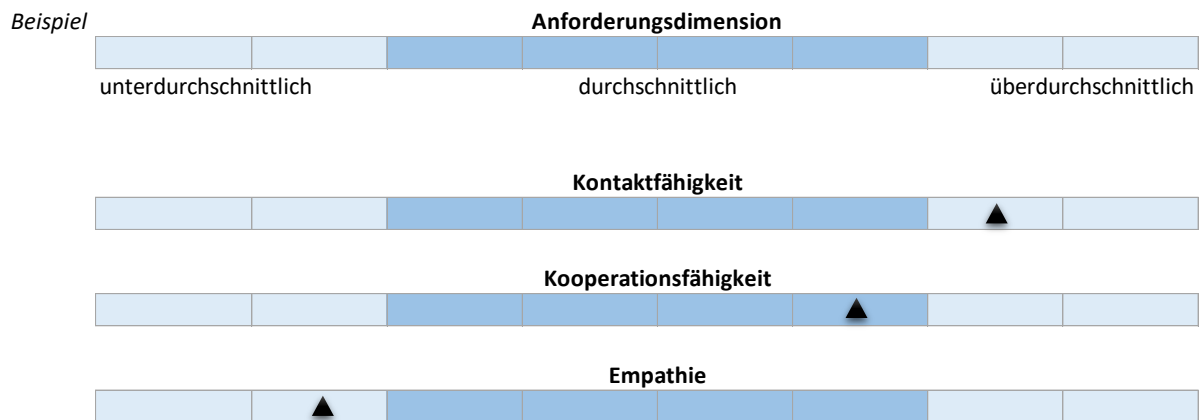 Beispiel
Anforderungsdimension
unterdurchschnittlich durchschnittlich überdurchschnittlich
Kontaktfähigkeit
Kooperationsfähigkeit
Empathie